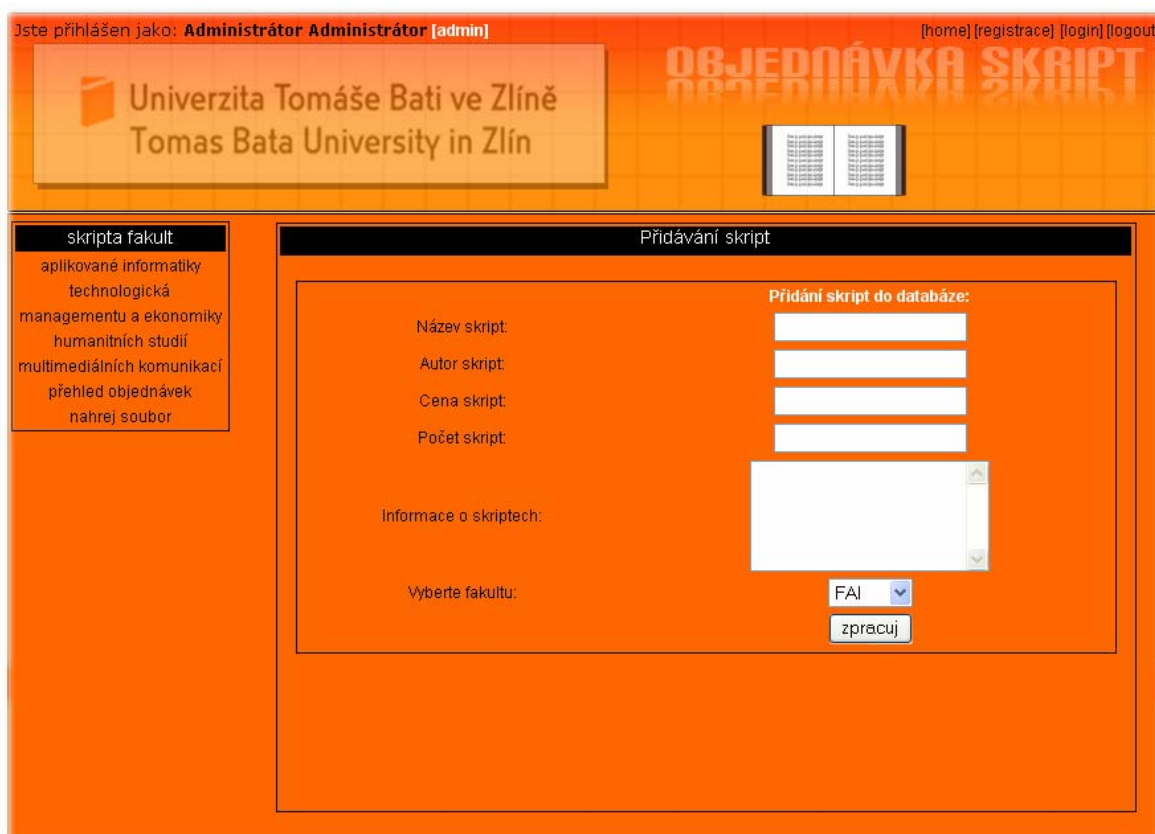 Jste přihlášen jako: Administrátor Administrátor [admin]
[home] [registrace] [login] [logout
OBJEDNÁVKA SKRIPT
Univerzita Tomáše Bati ve Zlíně
Tomas Bata University in Zlín
skripta fakult
aplikované informatiky
technologická
managementu a ekonomiky
humanitních studií
multimediálních komunikací
přehled objednávek
nahrej soubor
Přidávání skript
Přidání skript do databáze:
Název skript:
Autor skript:
Cena skript:
Počet skript:
Informace o skriptech:
Vyberte fakultu:
FAI
zpracuj